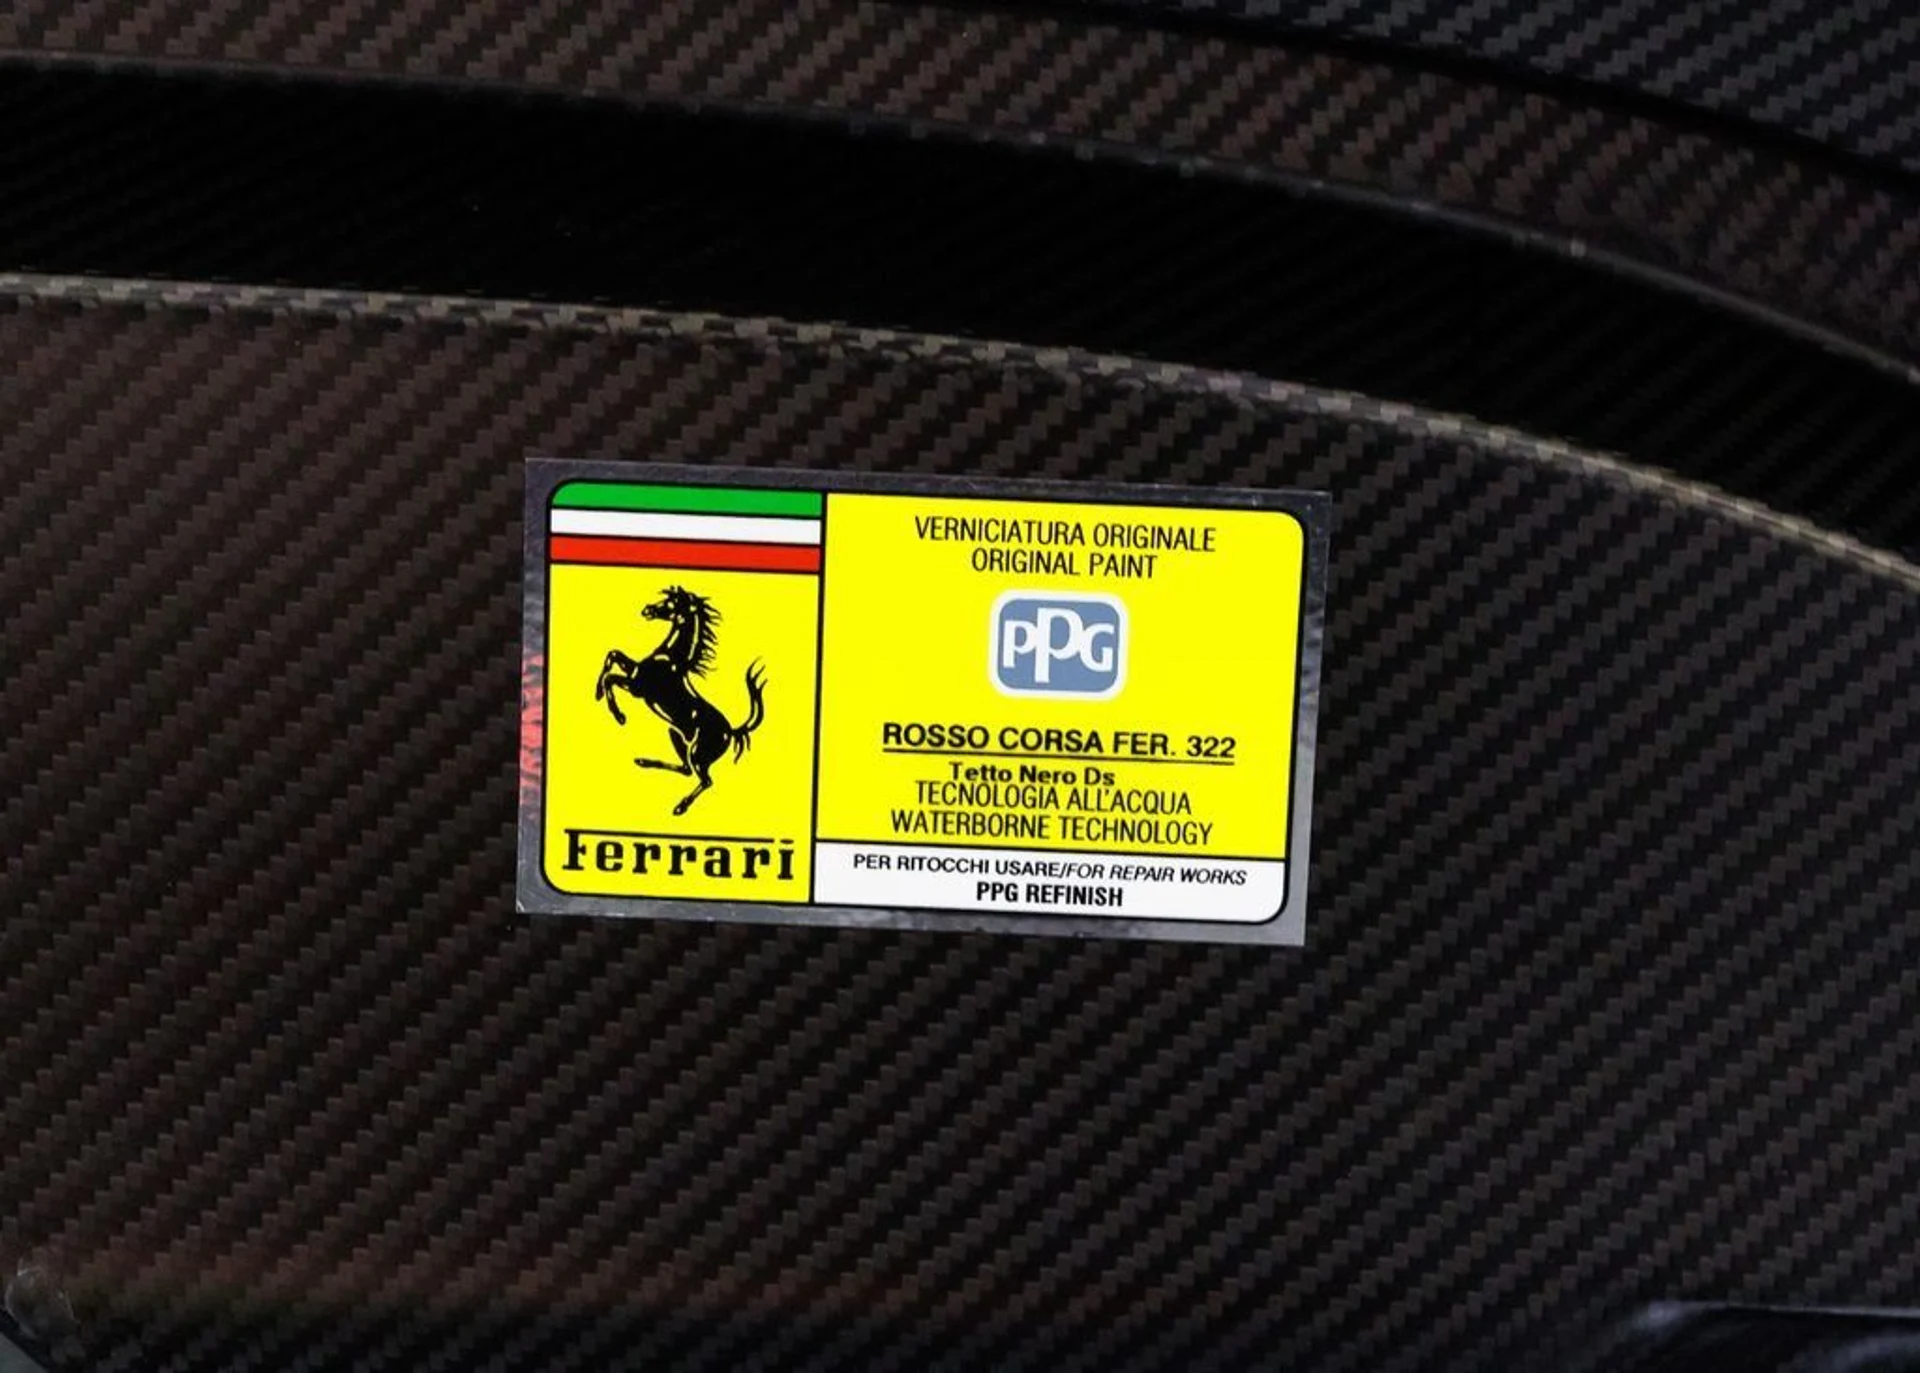 VERNICIATURA ORIGINALE
ORIGINAL PAINT
PPG
ROSSO CORSA FER. 322
Tetto Nero Ds
TECNOLOGIA ALL'ACQUA
WATERBORNE TECHNOLOGY
Ferrari
PER RITOCCHI USARE/FOR REPAIR WORKS
PPG REFINISH